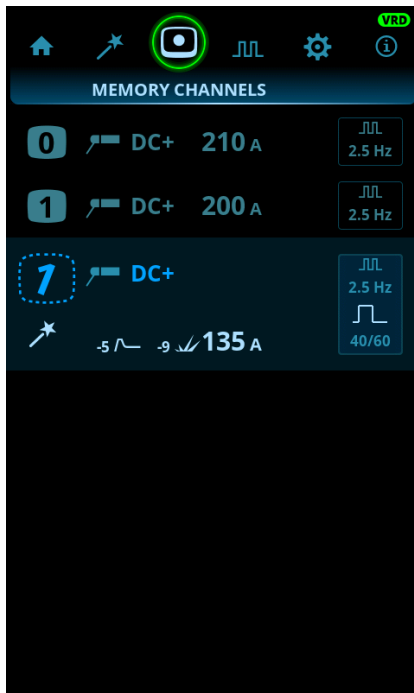 VRD
MEMORY CHANNELS
0 DC+ 210 A 2.5 Hz
1 DC+ 200 A 2.5 Hz
1 DC+ 2.5 Hz
-5 -9 135 A 40/60